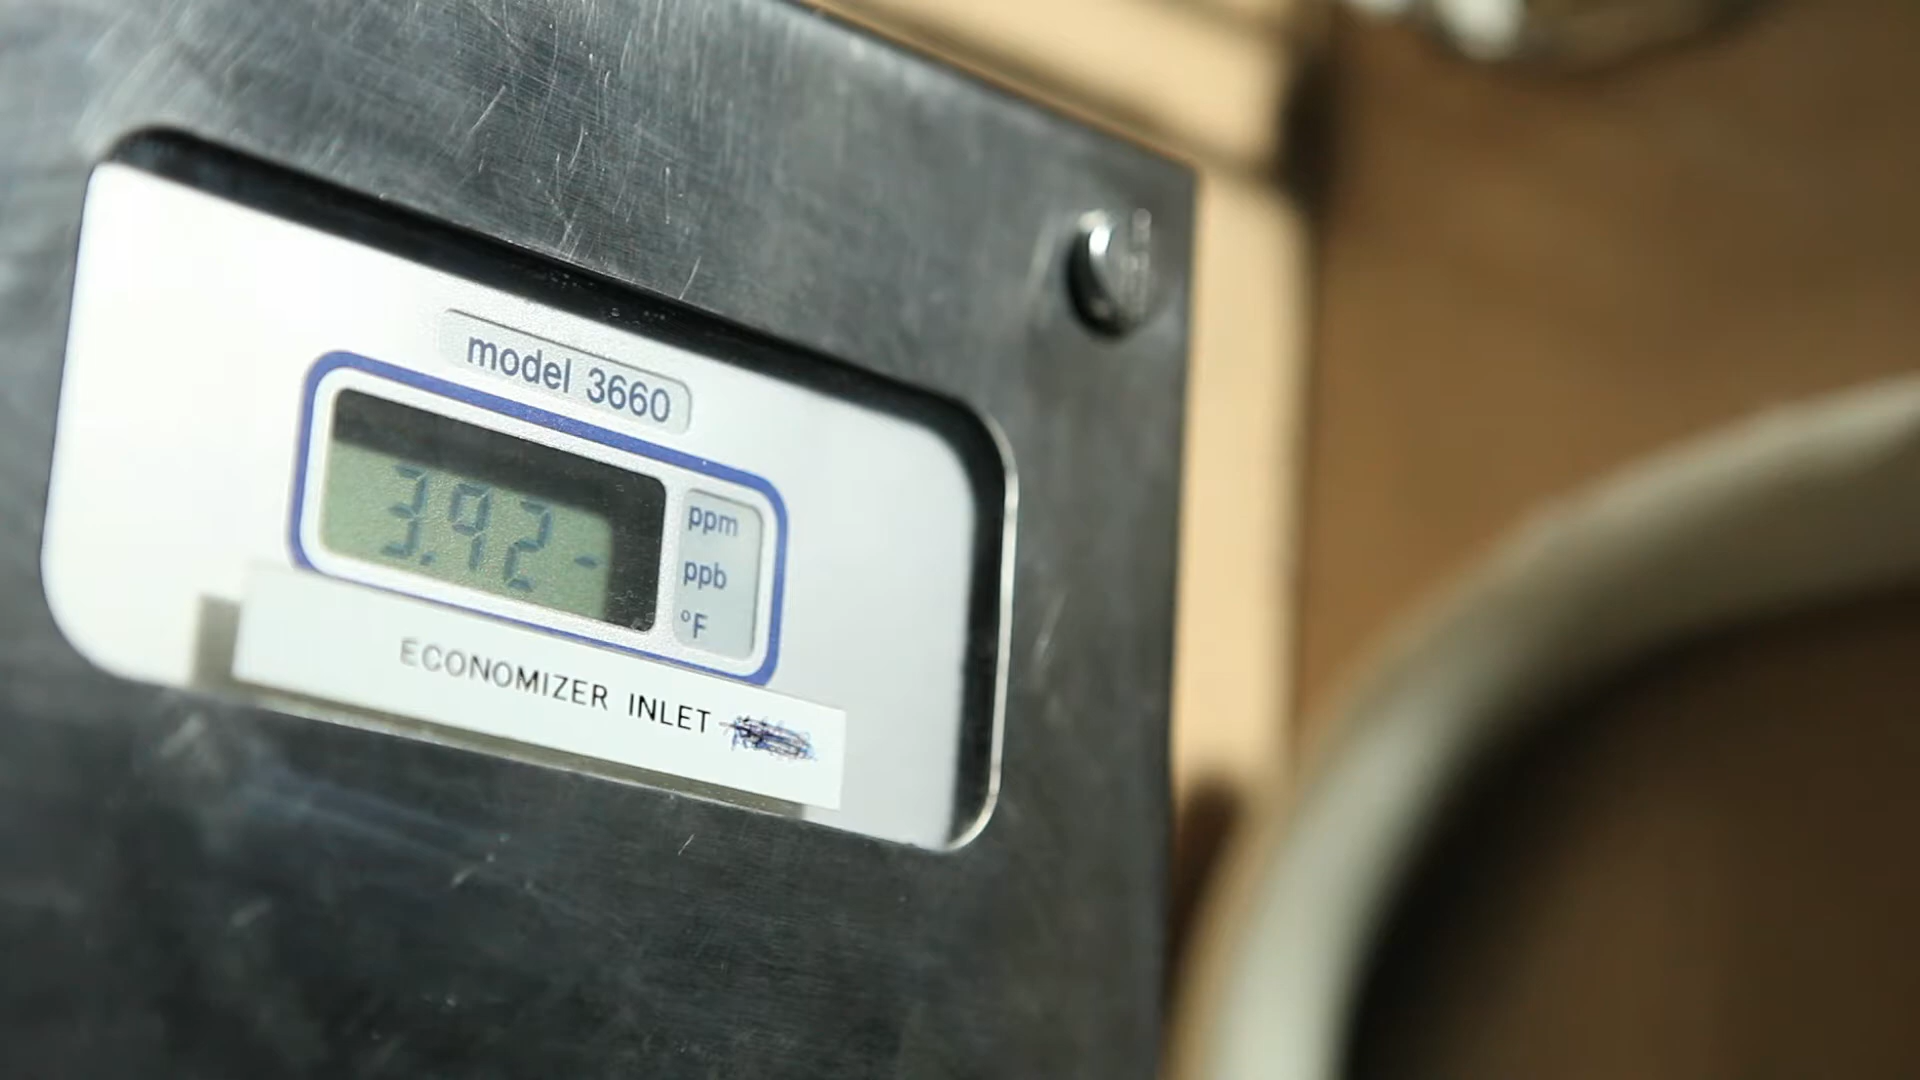 model 3660
3.92 -
ppm
ppb
°F
ECONOMIZER INLET